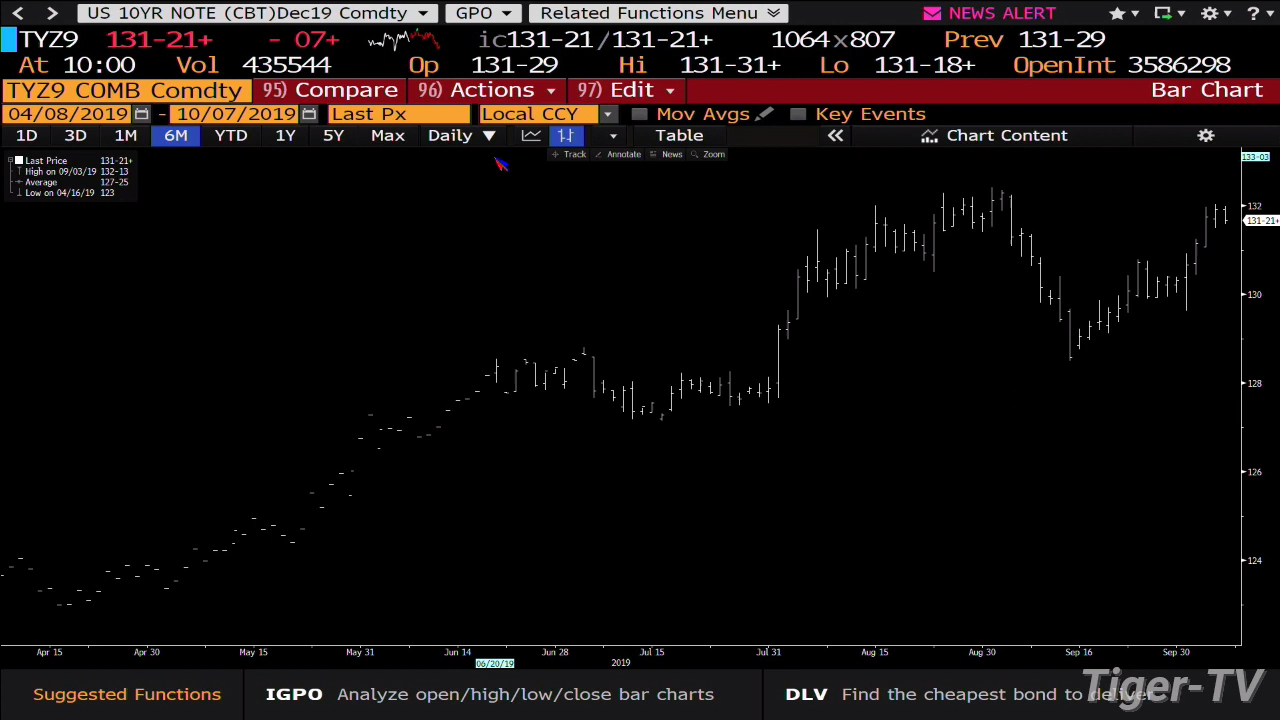 < > US 10YR NOTE (CBT)Dec19 Comdty GPO Related Functions Menu NEWS ALERT ?
TYZ9 131-21+ - 07+ ic131-21/131-21+ 1064x807 Prev 131-29
At 10:00 Vol 435544 Op 131-29 Hi 131-31+ Lo 131-18+ OpenInt 3586298
TYZ9 COMB Comdty 95) Compare 96) Actions 97) Edit Bar Chart
04/08/2019 - 10/07/2019 Last Px Local CCY Mov Avgs Key Events
1D 3D 1M 6M YTD 1Y 5Y Max Daily Table Chart Content
Track Annotate News Zoom
Last Price 131-21+
High on 09/03/19 132-13
Average 127-25
Low on 04/16/19 123
133-03
132
131-21+
130
128
126
124
Apr 15 Apr 30 May 15 May 31 Jun 14 Jun 28 Jul 15 Jul 31 Aug 15 Aug 30 Sep 16 Sep 30
06/20/19 2019
Suggested Functions IGPO Analyze open/high/low/close bar charts DLV Find the cheapest bond to deliver
Tiger-TV